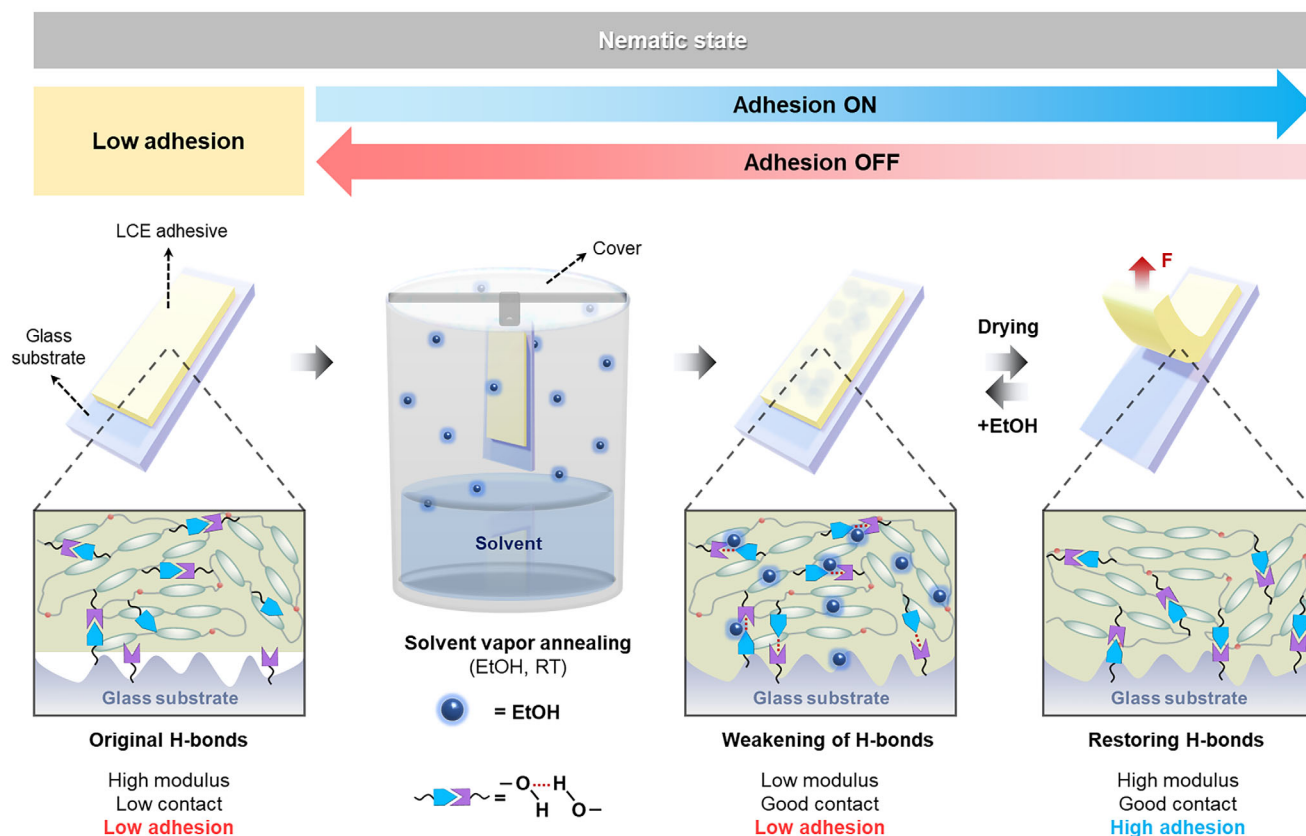 Nematic state
Low adhesion
Adhesion ON
Adhesion OFF
LCE adhesive
Glass
substrate
Cover
Solvent
Drying
+EtOH
F
Glass substrate
Glass substrate
Glass substrate
Solvent vapor annealing
(EtOH, RT)
= EtOH
= –O H
H O–
Original H-bonds
High modulus
Low contact
Low adhesion
Weakening of H-bonds
Low modulus
Good contact
Low adhesion
Restoring H-bonds
High modulus
Good contact
High adhesion